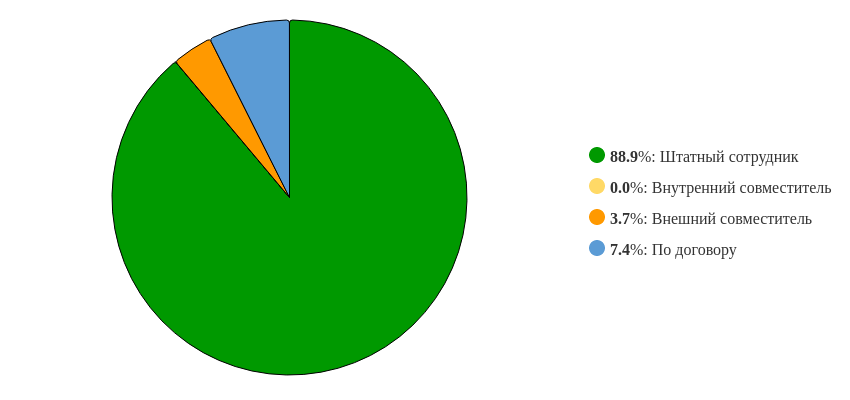 88.9%: Штатный сотрудник
0.0%: Внутренний совместитель
3.7%: Внешний совместитель
7.4%: По договору